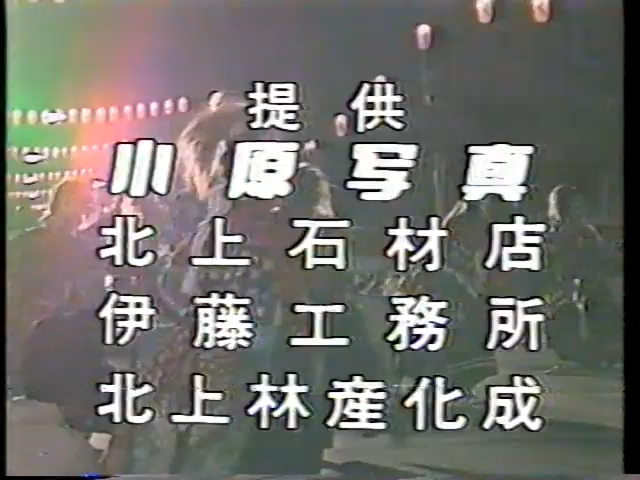 提供
小原写真
北上石材店
伊藤工務所
北上林産化成